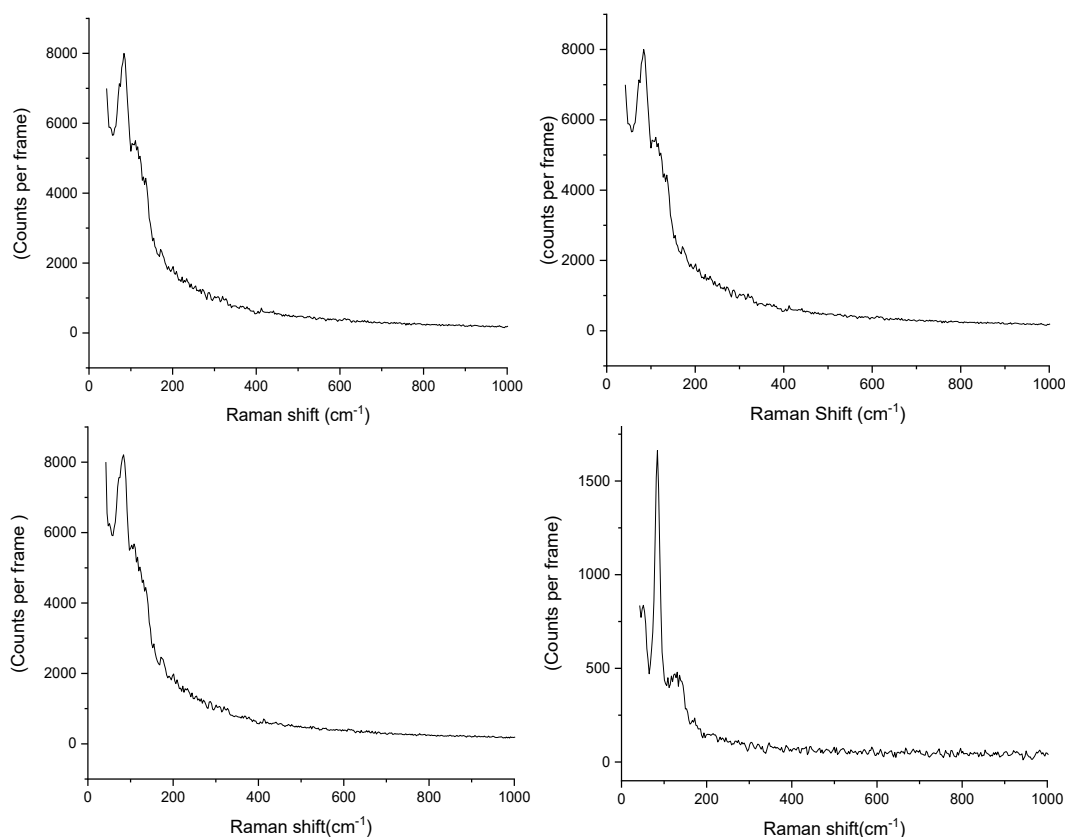 (Counts per frame)
8000
6000
4000
2000
0
0 200 400 600 800 1000
Raman shift (cm-1)
(counts per frame)
8000
6000
4000
2000
0
0 200 400 600 800 1000
Raman Shift (cm-1)
(Counts per frame )
8000
6000
4000
2000
0
0 200 400 600 800 1000
Raman shift(cm-1)
(Counts per frame)
1500
1000
500
0
0 200 400 600 800 1000
Raman shift(cm-1)